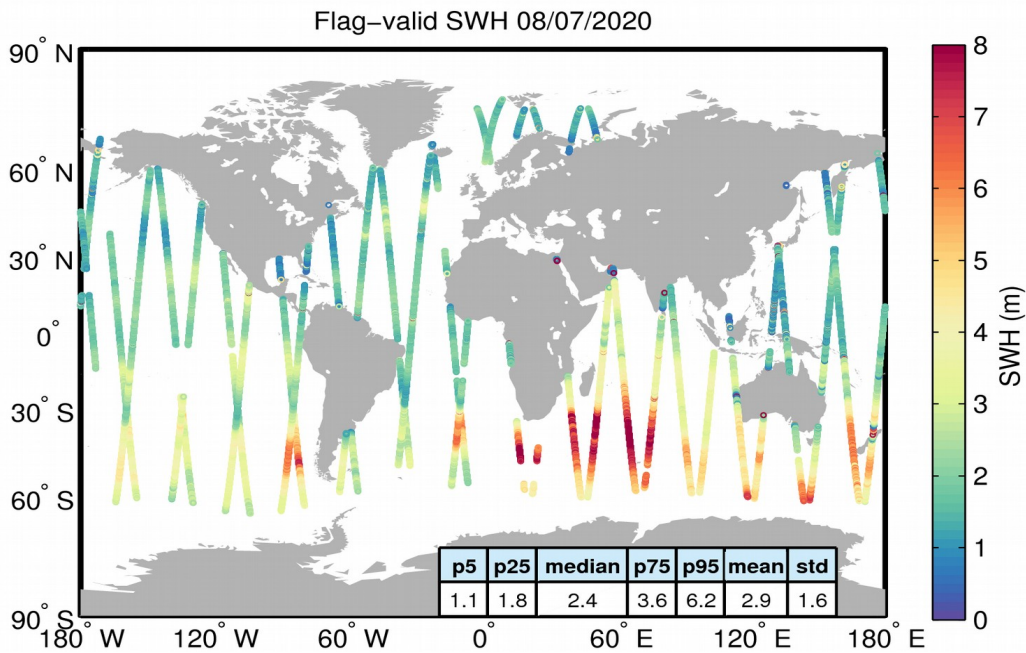 Flag−valid SWH 08/07/2020
90° N
60° N
30° N
0°
30° S
60° S
90° S
180° W
120° W
60° W
0°
60° E
120° E
180° E
p5 p25 median p75 p95 mean std
1.1 1.8 2.4 3.6 6.2 2.9 1.6
8
7
6
5
4
3
2
1
0
SWH (m)